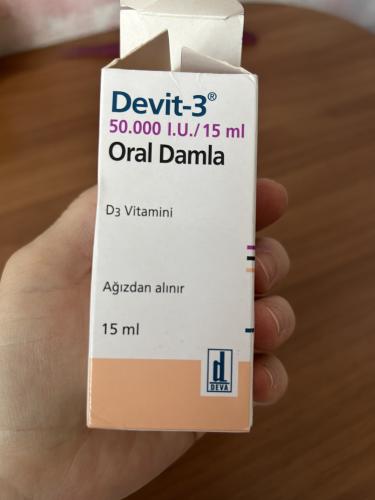 Devit-3®
50.000 I.U./15 ml
Oral Damla
D3 Vitamini
Ağızdan alınır
15 ml
d
DEVA